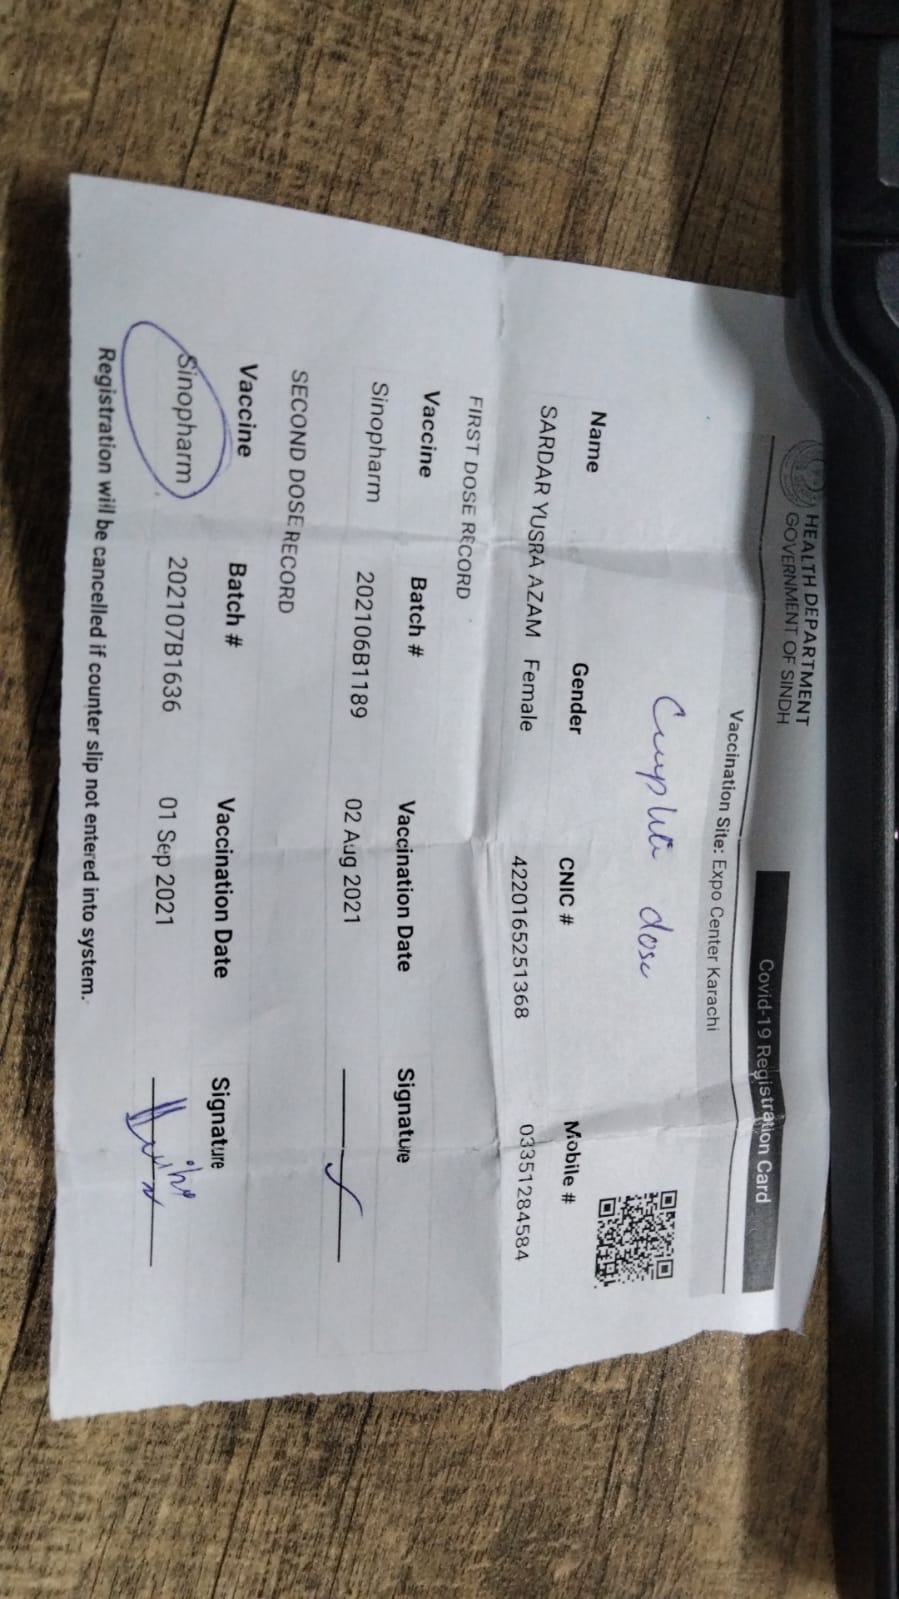 HEALTH DEPARTMENT
GOVERNMENT OF SINDH
Covid-19 Registration Card
Vaccination Site: Expo Center Karachi
Complete dose
Name Gender CNIC # Mobile #
SARDAR YUSRA AZAM Female 4220165251368 03351284584
FIRST DOSE RECORD
Vaccine Batch # Vaccination Date Signature
Sinopharm 202106B1189 02 Aug 2021
SECOND DOSE RECORD
Vaccine Batch # Vaccination Date Signature
Sinopharm 202107B1636 01 Sep 2021
Registration will be cancelled if counter slip not entered into system.